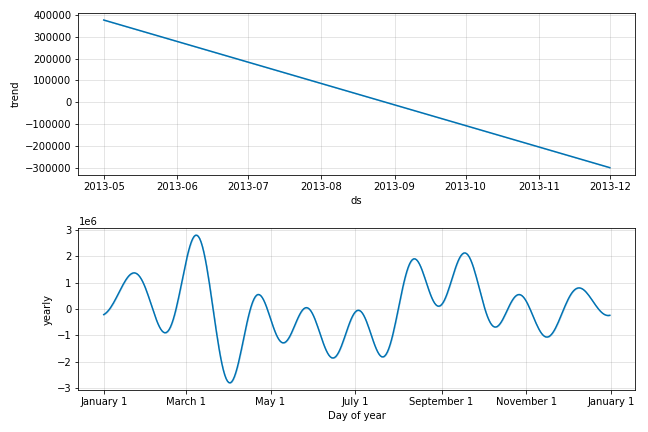 400000
300000
200000
100000
0
−100000
−200000
−300000
trend
2013-05 2013-06 2013-07 2013-08 2013-09 2013-10 2013-11 2013-12
ds
1e6
3
2
1
0
−1
−2
−3
yearly
January 1 March 1 May 1 July 1 September 1 November 1 January 1
Day of year